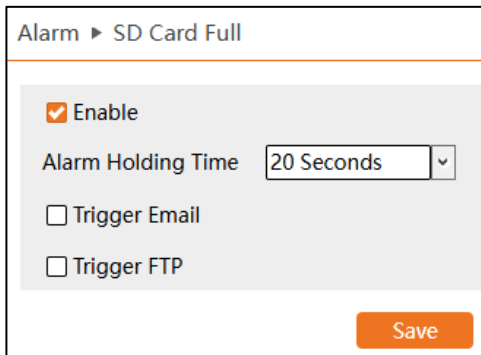 Alarm ▶ SD Card Full
Enable
Alarm Holding Time 20 Seconds
Trigger Email
Trigger FTP
Save